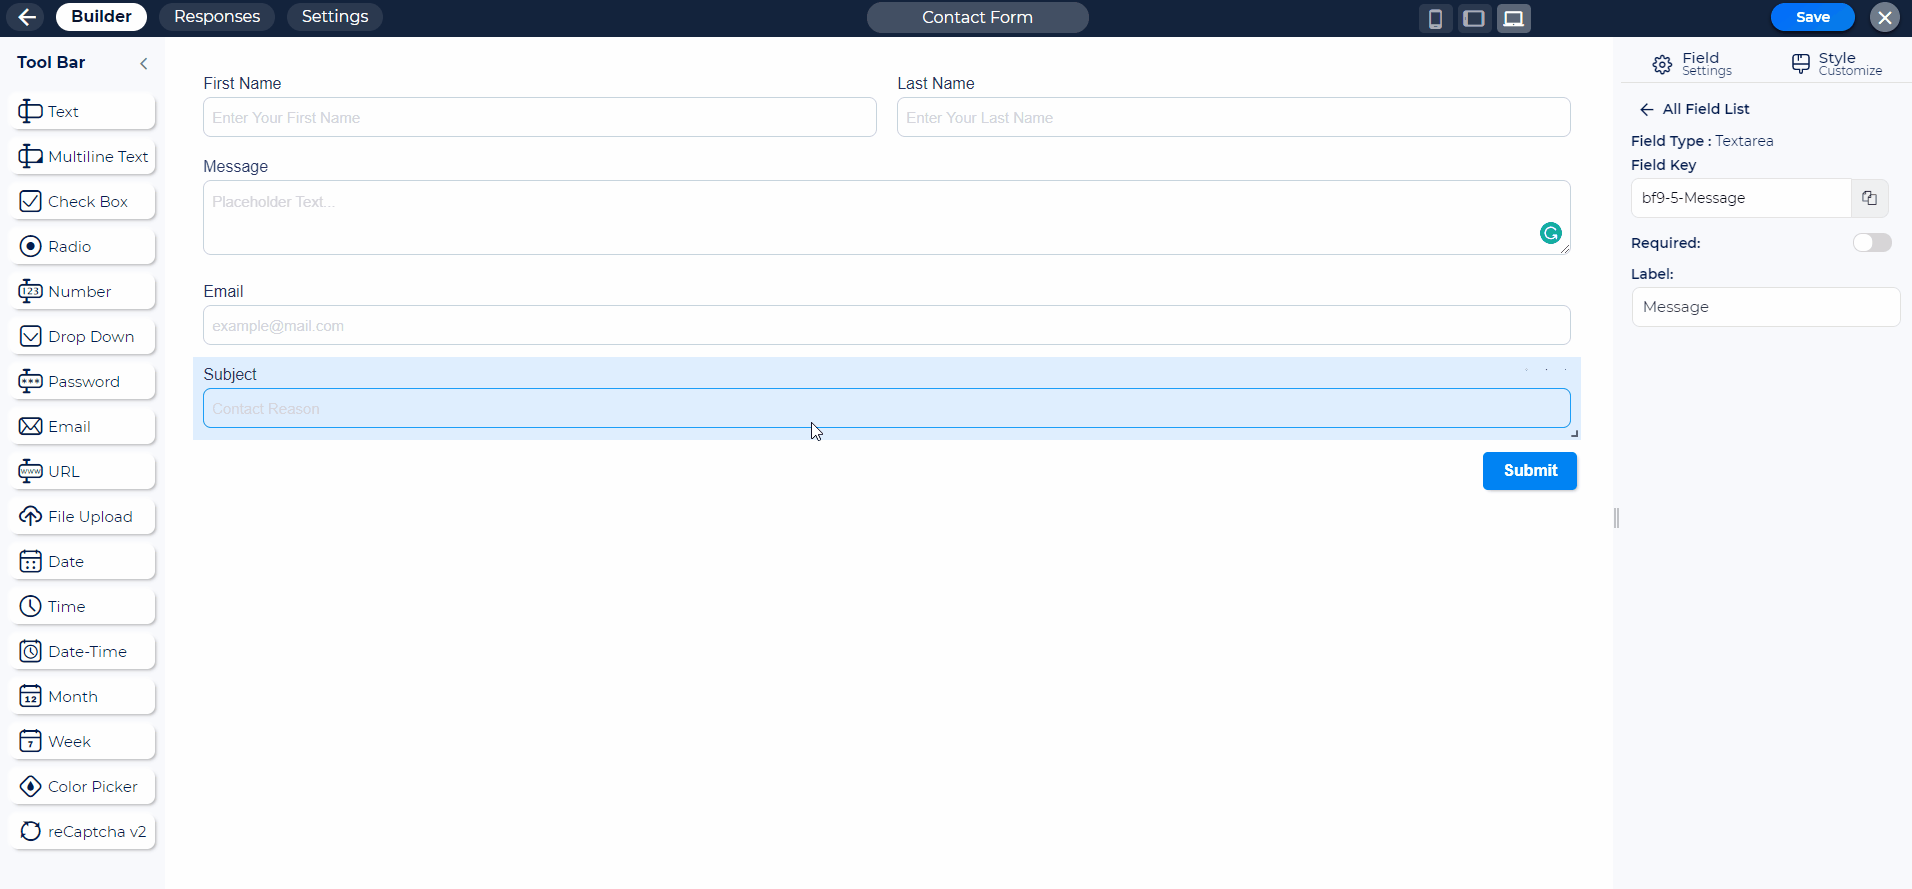 Builder
Responses
Settings
Contact Form
Save
Tool Bar
Text
Multiline Text
Check Box
Radio
Number
Drop Down
Password
Email
URL
File Upload
Date
Time
Date-Time
Month
Week
Color Picker
reCaptcha v2
First Name
Enter Your First Name
Last Name
Enter Your Last Name
Message
Placeholder Text...
Email
example@mail.com
Subject
Contact Reason
Submit
Field
Settings
Style
Customize
All Field List
Field Type : Textarea
Field Key
bf9-5-Message
Required:
Label:
Message